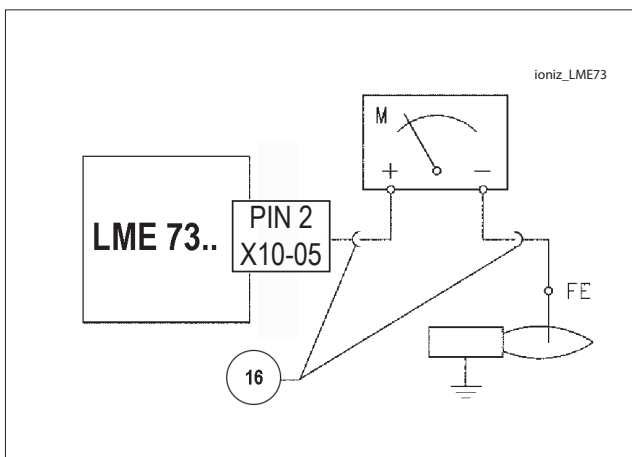 ioniz_LME73
M
+ −
LME 73..
PIN 2
X10-05
FE
16